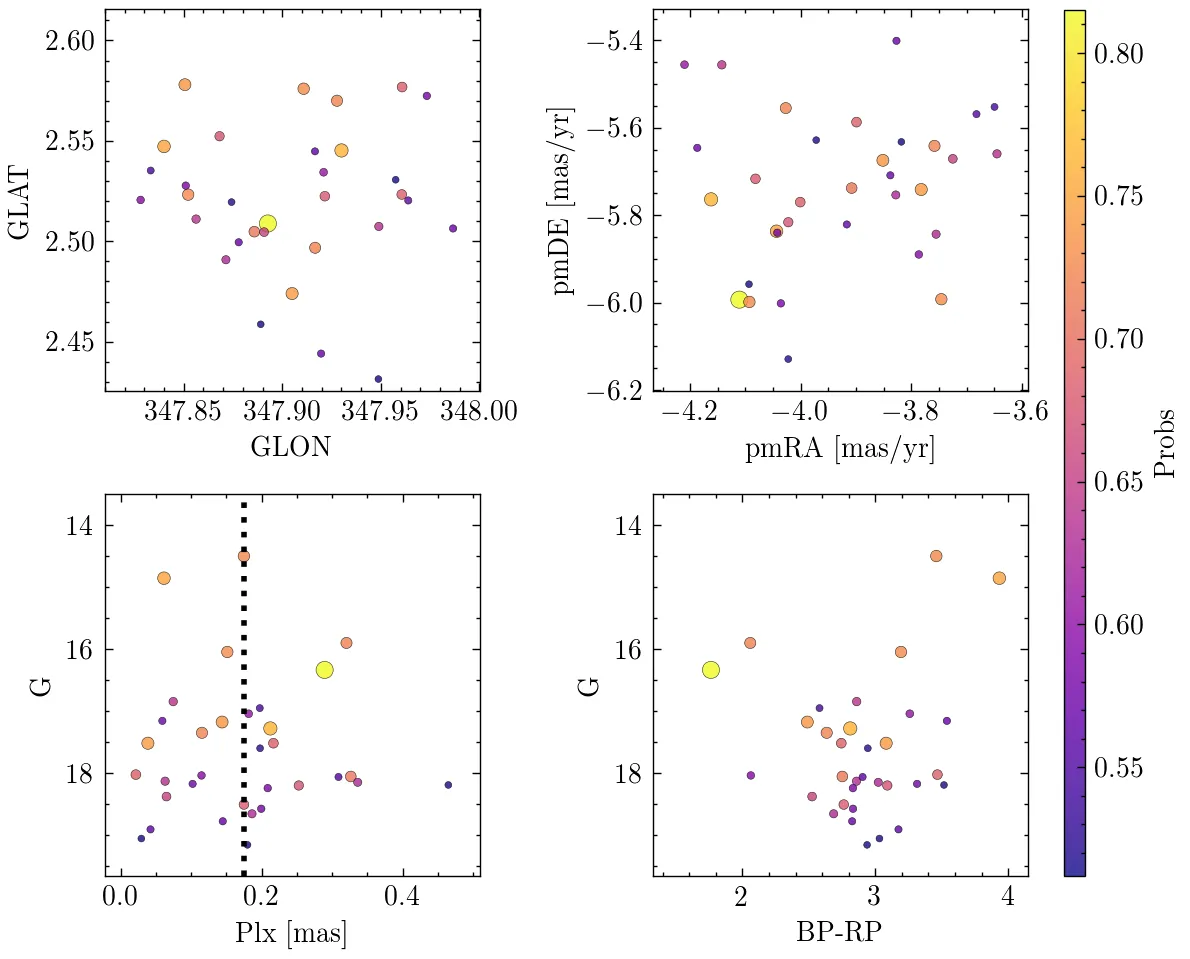 2.60
2.55
2.50
2.45
GLAT
347.85 347.90 347.95 348.00
GLON
−5.4
−5.6
−5.8
−6.0
−6.2
pmDE [mas/yr]
−4.2 −4.0 −3.8 −3.6
pmRA [mas/yr]
14
16
18
G
0.0 0.2 0.4
Plx [mas]
14
16
18
G
2 3 4
BP-RP
0.80
0.75
0.70
0.65
0.60
0.55
Probs